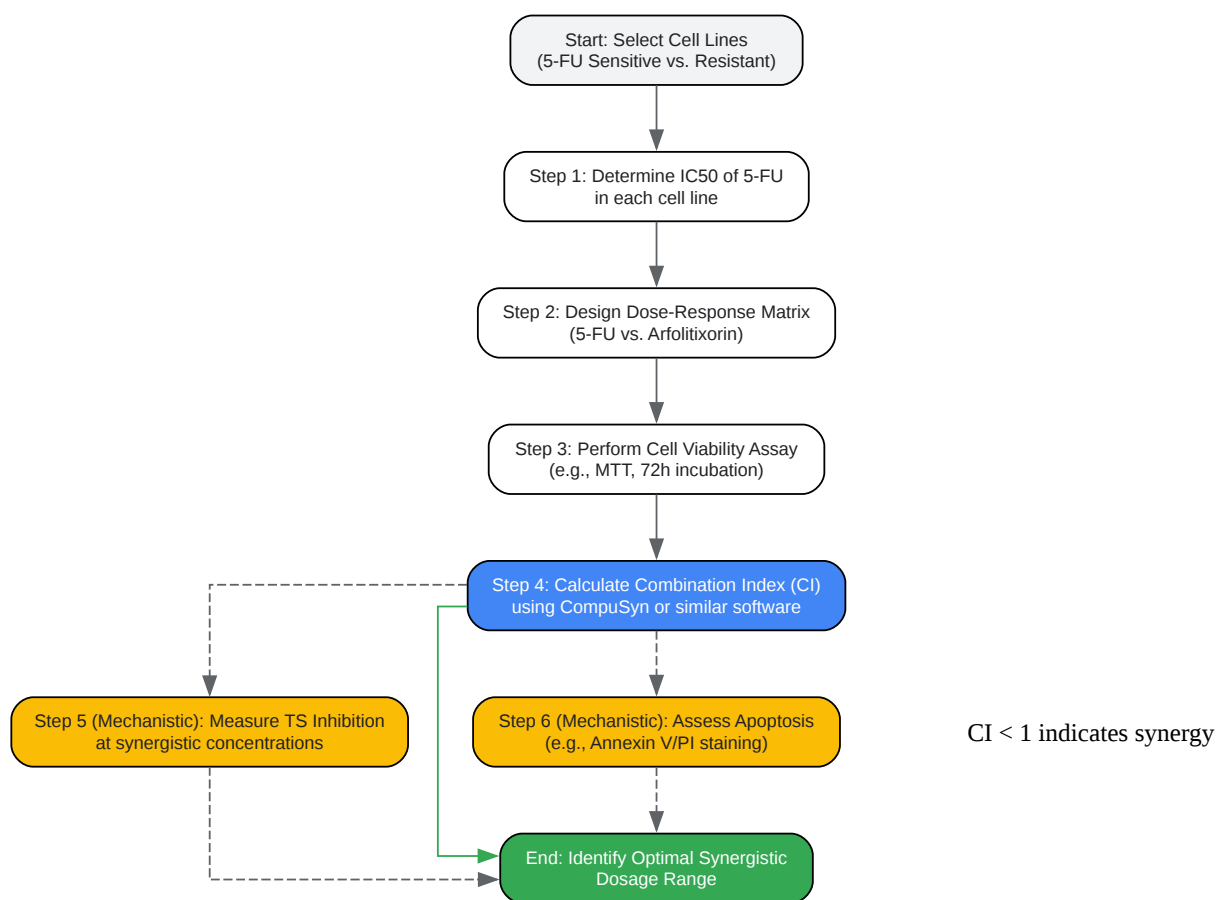 Start: Select Cell Lines
(5-FU Sensitive vs. Resistant)
Step 1: Determine IC50 of 5-FU
in each cell line
Step 2: Design Dose-Response Matrix
(5-FU vs. Arfolitixorin)
Step 3: Perform Cell Viability Assay
(e.g., MTT, 72h incubation)
Step 4: Calculate Combination Index (CI)
using CompuSyn or similar software
Step 5 (Mechanistic): Measure TS Inhibition
at synergistic concentrations
Step 6 (Mechanistic): Assess Apoptosis
(e.g., Annexin V/PI staining)
CI < 1 indicates synergy
End: Identify Optimal Synergistic
Dosage Range